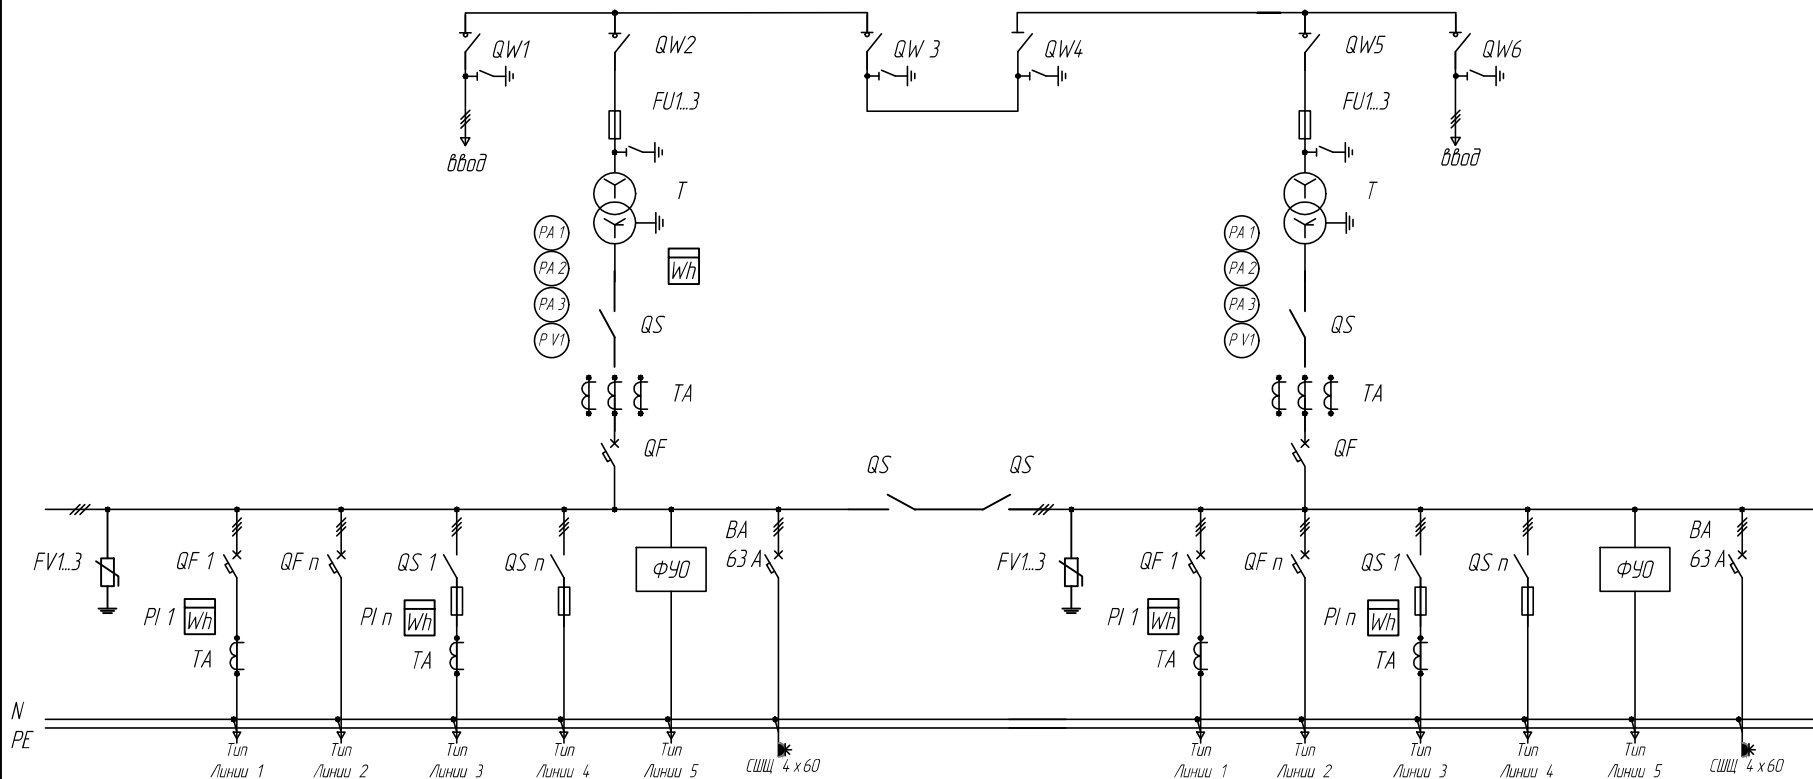 QW1
QW2
QW 3
QW4
QW5
QW6
FU1...3
FU1...3
ввод
ввод
T
T
PA 1
PA 2
PA 3
P V1
Wh
PA 1
PA 2
PA 3
P V1
QS
QS
TA
TA
QF
QF
QS
QS
FV1...3
QF 1
QF n
QS 1
QS n
ФУО
ВА
63 А
FV1...3
QF 1
QF n
QS 1
QS n
ФУО
ВА
63 А
PI 1
Wh
PI n
Wh
PI 1
Wh
PI n
Wh
TA
TA
TA
TA
N
PE
Тип
Линии 1
Тип
Линии 2
Тип
Линии 3
Тип
Линии 4
Тип
Линии 5
СШЩ 4 х 60
Тип
Линии 1
Тип
Линии 2
Тип
Линии 3
Тип
Линии 4
Тип
Линии 5
СШЩ 4 х 60